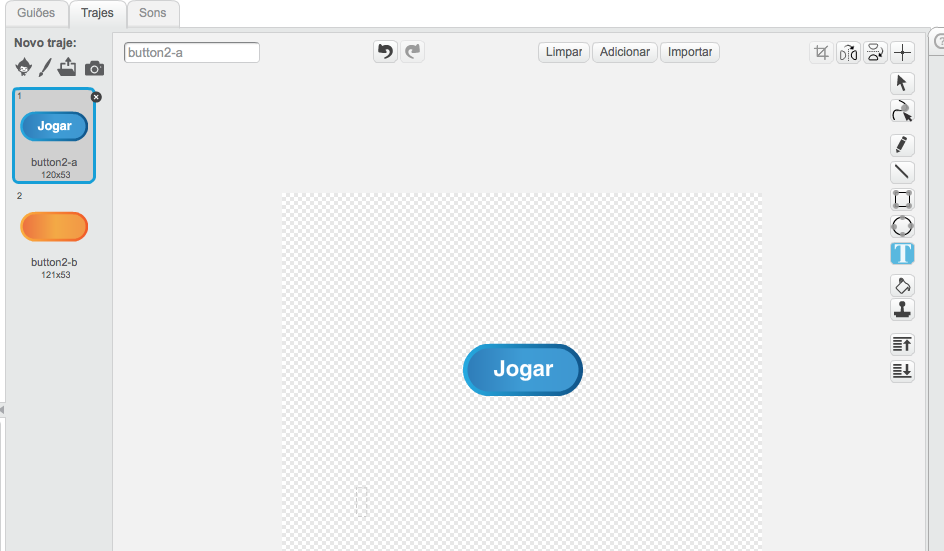 Guiões
Trajes
Sons
Novo traje:
button2-a
Limpar
Adicionar
Importar
1
Jogar
button2-a
120x53
2
button2-b
121x53
Jogar
T
?